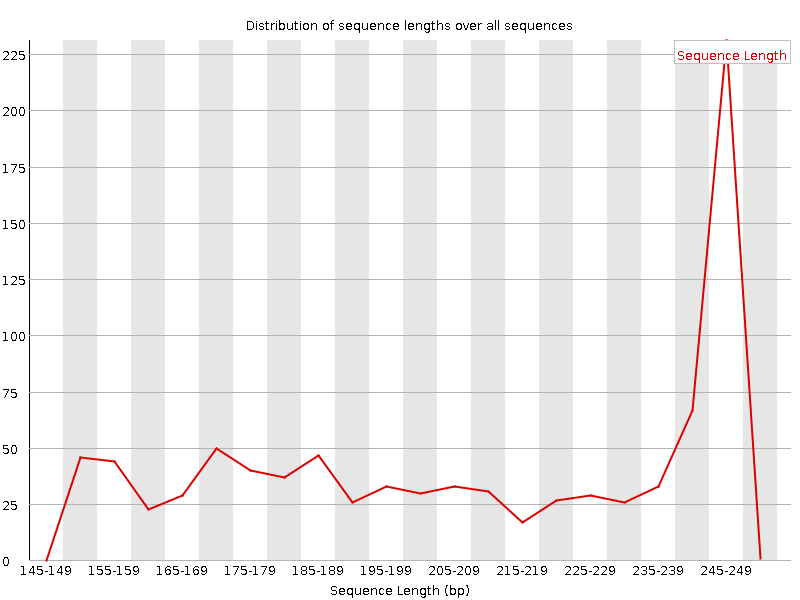 Distribution of sequence lengths over all sequences
Sequence Length
225
200
175
150
125
100
75
50
25
0
145-149 155-159 165-169 175-179 185-189 195-199 205-209 215-219 225-229 235-239 245-249
Sequence Length (bp)